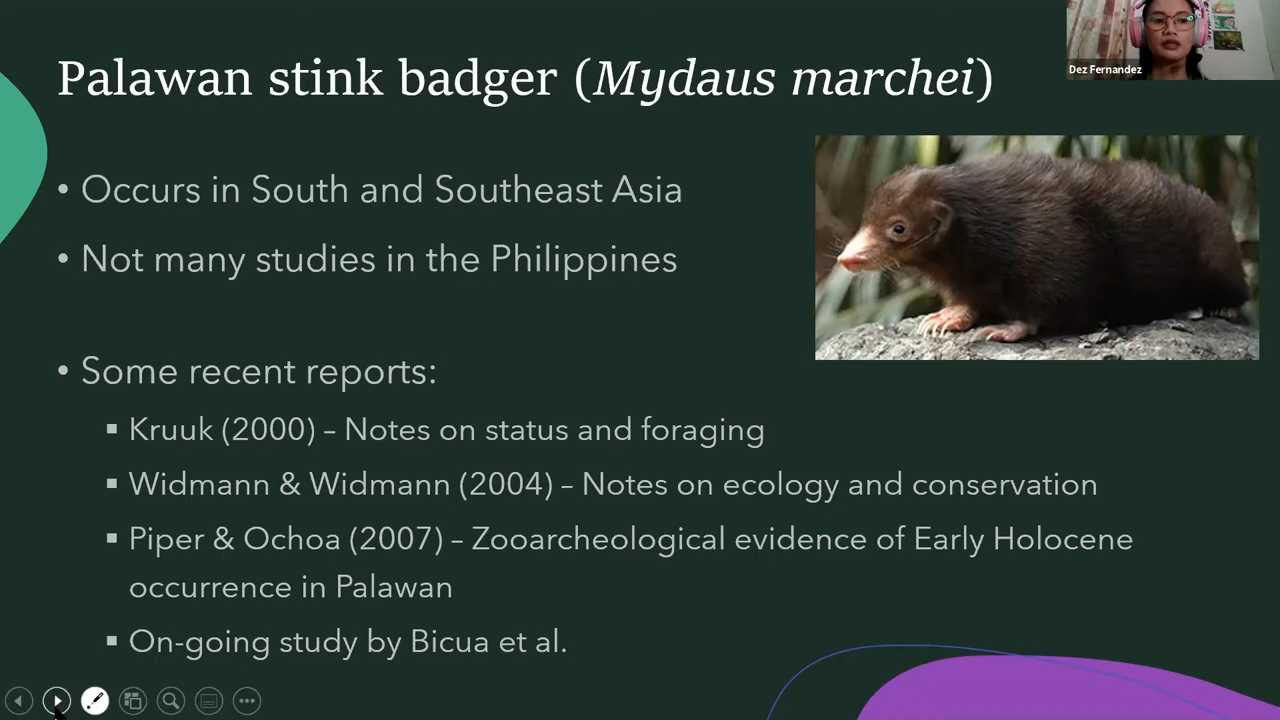 Palawan stink badger (Mydaus marchei)
Dez Fernandez
• Occurs in South and Southeast Asia
• Not many studies in the Philippines
• Some recent reports:
▪ Kruuk (2000) – Notes on status and foraging
▪ Widmann & Widmann (2004) – Notes on ecology and conservation
▪ Piper & Ochoa (2007) – Zooarcheological evidence of Early Holocene
occurrence in Palawan
▪ On-going study by Bicua et al.